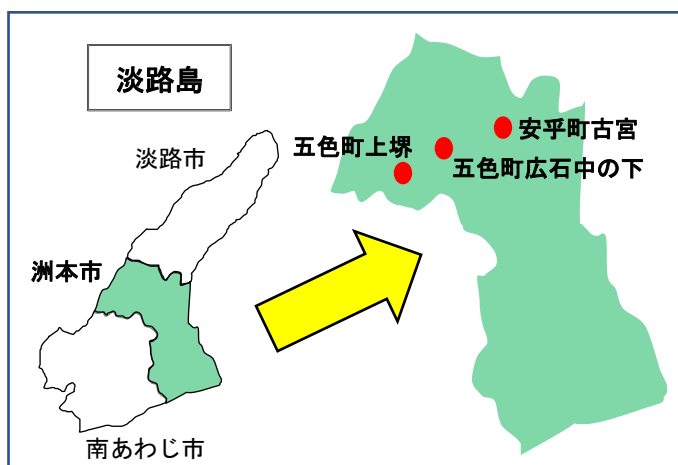 淡路島
淡路市
洲本市
南あわじ市
安乎町古宮
五色町上堺
五色町広石中の下